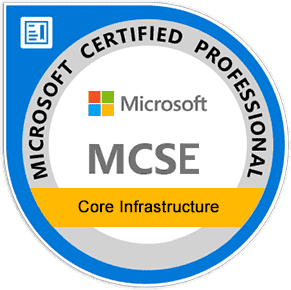 MICROSOFT CERTIFIED PROFESSIONAL
Microsoft
MCSE
Core Infrastructure